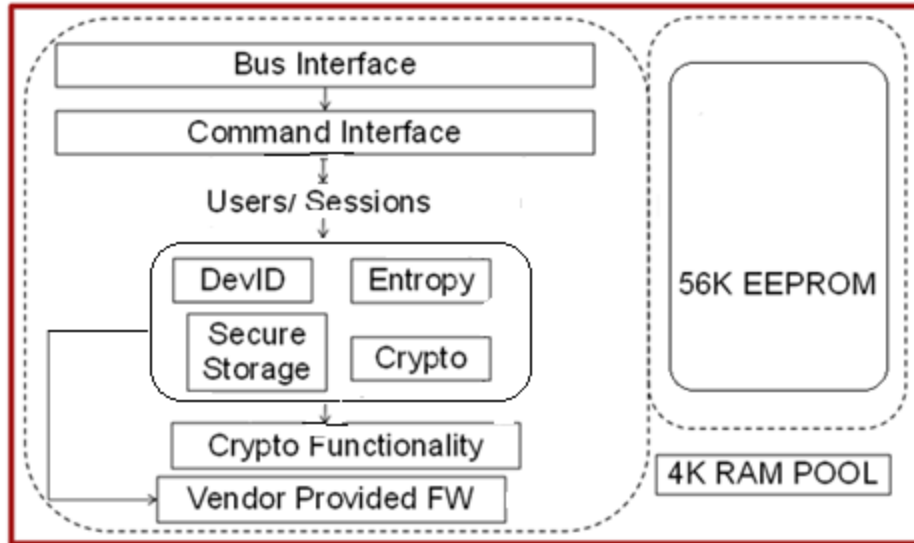 Bus Interface
Command Interface
Users/ Sessions
DevID
Entropy
Secure
Storage
Crypto
Crypto Functionality
Vendor Provided FW
56K EEPROM
4K RAM POOL